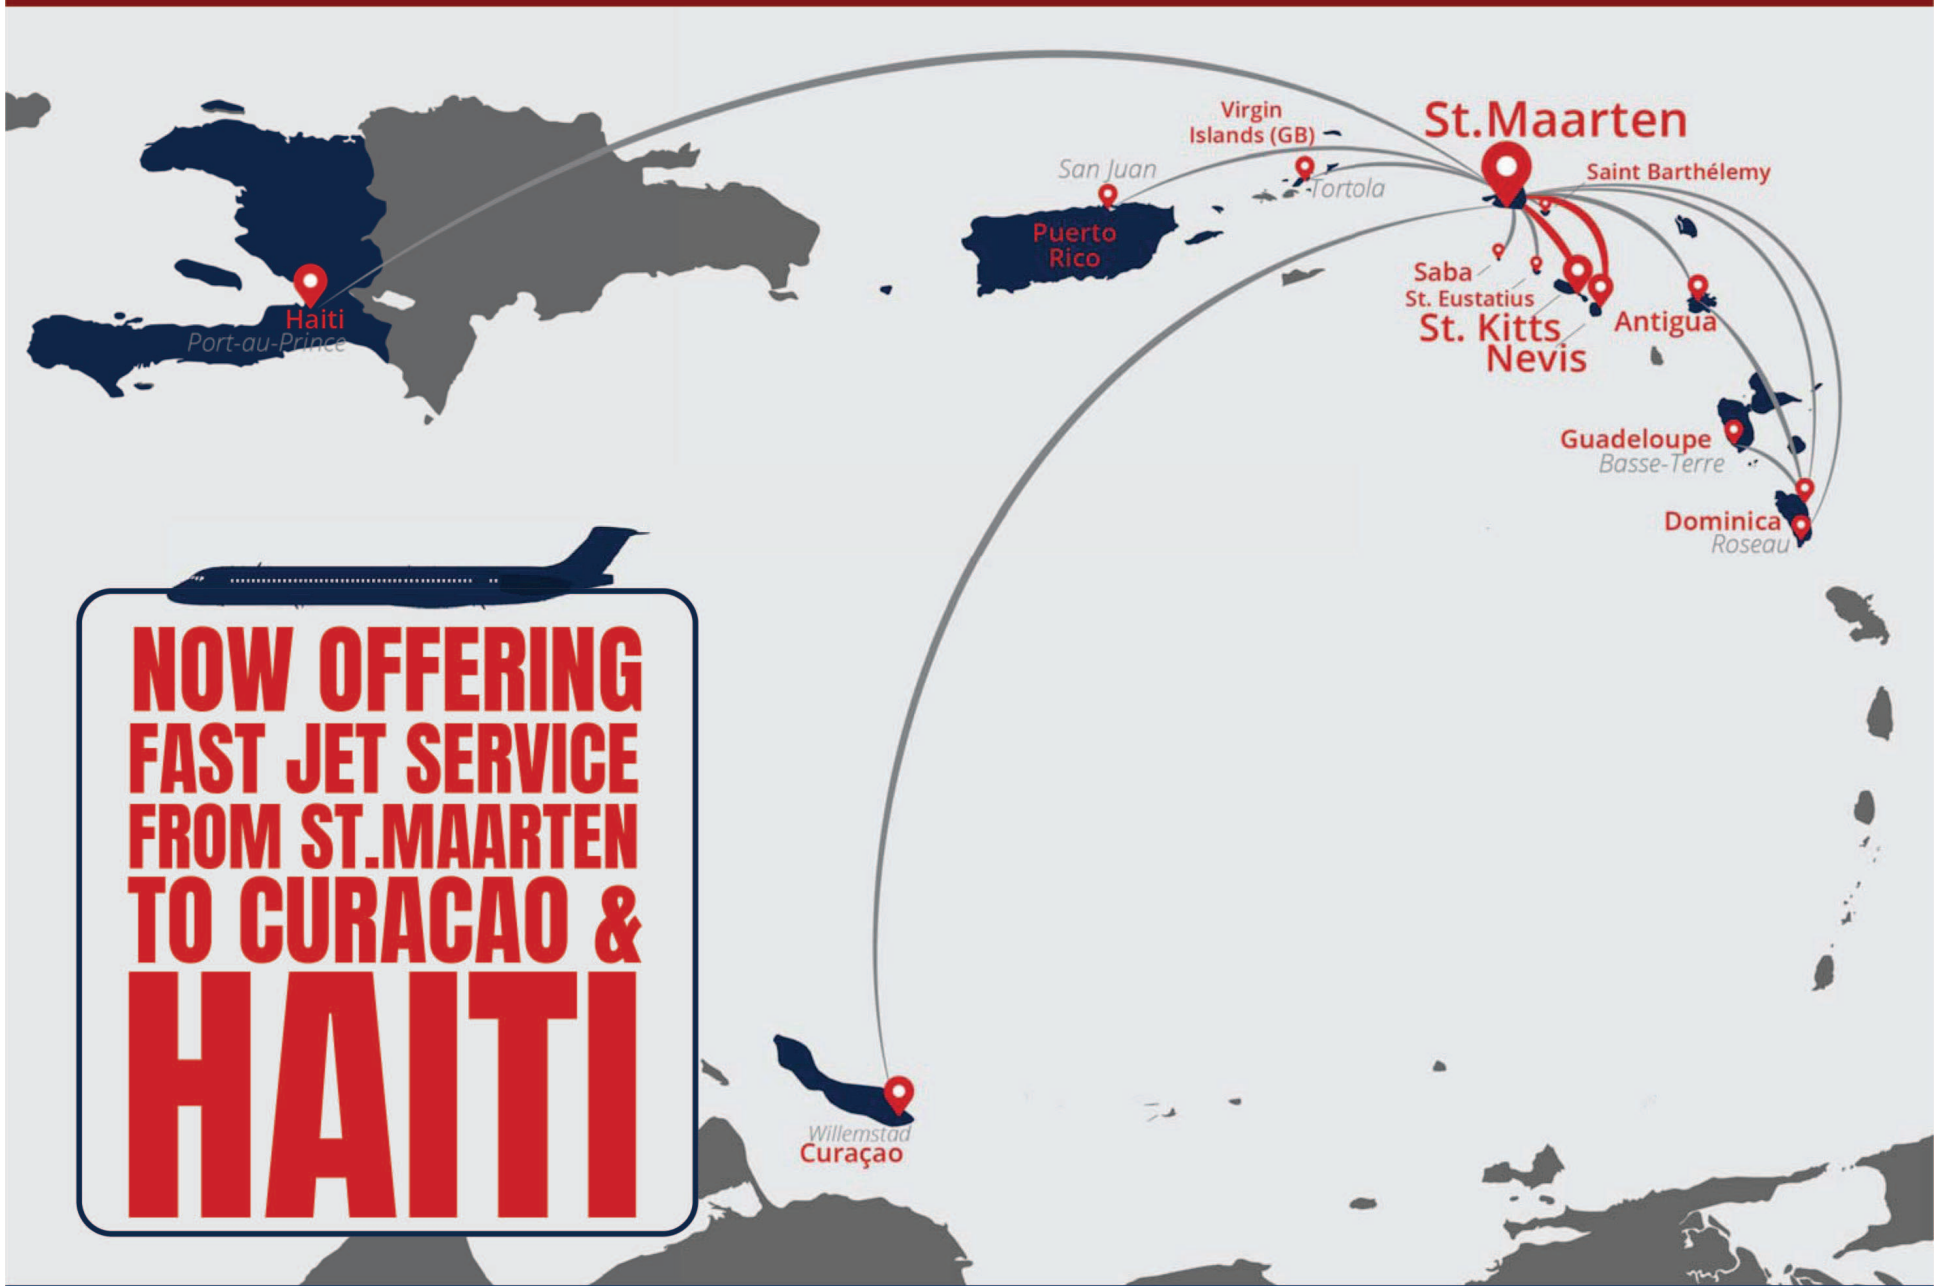 Virgin
Islands (GB)
St.Maarten
San Juan
Tortola
Saint Barthélemy
Puerto
Rico
Saba
St. Eustatius
St. Kitts
Nevis
Antigua
Haiti
Port-au-Prince
Guadeloupe
Basse-Terre
Dominica
Roseau
NOW OFFERING
FAST JET SERVICE
FROM ST.MAARTEN
TO CURACAO &
HAITI
Willemstad
Curaçao